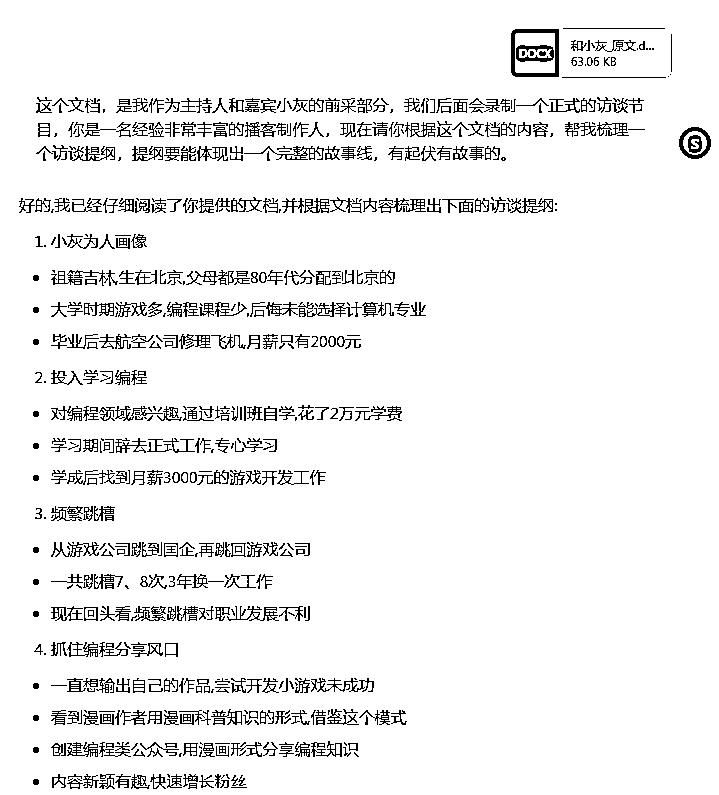 DOCX
和小灰_原文.d...
63.06 KB
这个文档，是我作为主持人和嘉宾小灰的前采部分，我们后面会录制一个正式的访谈节
目，你是一名经验非常丰富的播客制作人，现在请你根据这个文档的内容，帮我梳理一
个访谈提纲，提纲要能体现出一个完整的故事线，有起伏有故事的。
S
好的,我已经仔细阅读了你提供的文档,并根据文档内容梳理出下面的访谈提纲:
1. 小灰为人画像
• 祖籍吉林,生在北京,父母都是80年代分配到北京的
• 大学时期游戏多,编程课程少,后悔未能选择计算机专业
• 毕业后去航空公司修理飞机,月薪只有2000元
2. 投入学习编程
• 对编程领域感兴趣,通过培训班自学,花了2万元学费
• 学习期间辞去正式工作,专心学习
• 学成后找到月薪3000元的游戏开发工作
3. 频繁跳槽
• 从游戏公司跳到国企,再跳回游戏公司
• 一共跳槽7、8次,3年换一次工作
• 现在回头看,频繁跳槽对职业发展不利
4. 抓住编程分享风口
• 一直想输出自己的作品,尝试开发小游戏未成功
• 看到漫画作者用漫画科普知识的形式,借鉴这个模式
• 创建编程类公众号,用漫画形式分享编程知识
• 内容新颖有趣,快速增长粉丝